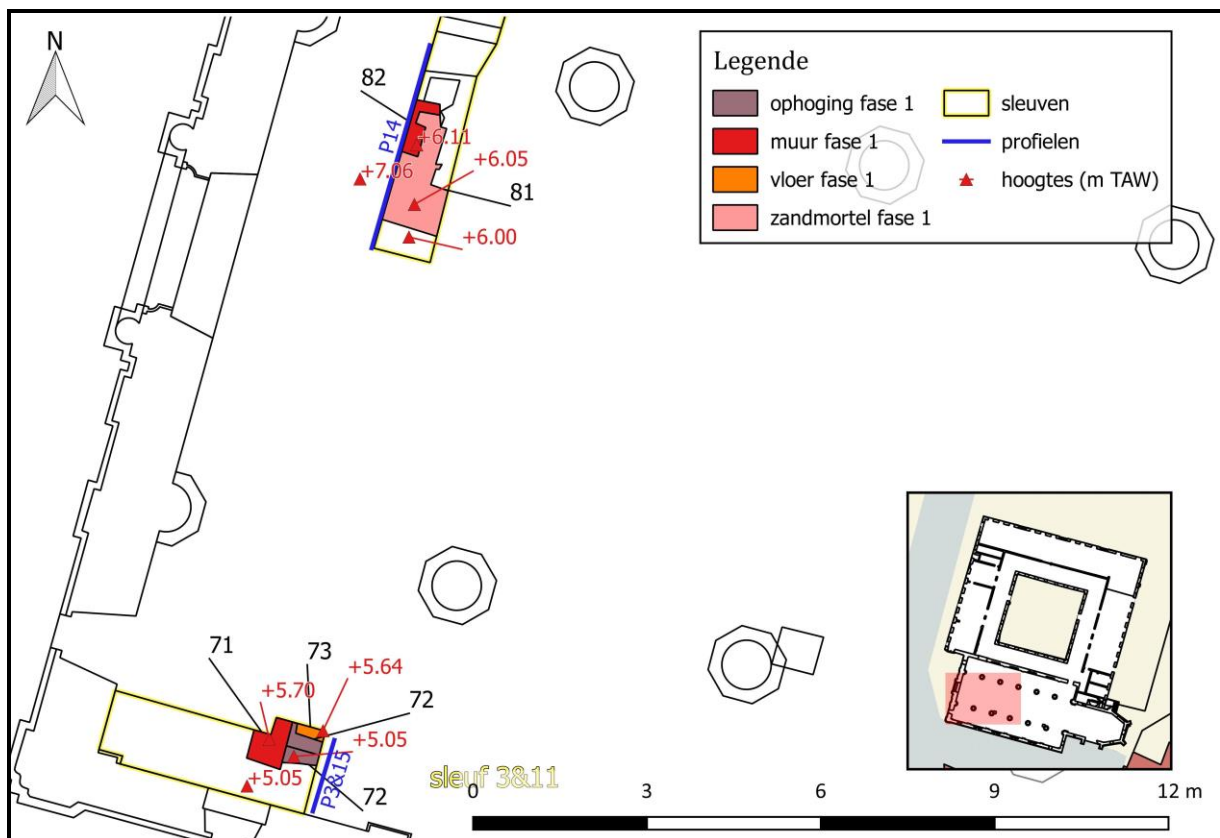 N
82
P14
+6.11
+7.06
+6.05
81
+6.00
Legende
ophoging fase 1
muur fase 1
vloer fase 1
zandmortel fase 1
sleuven
profielen
hoogtes (m TAW)
71
73
+5.64
+5.70
72
+5.05
+5.05
P3&15
72
sleuf 3&11
0 3 6 9 12 m